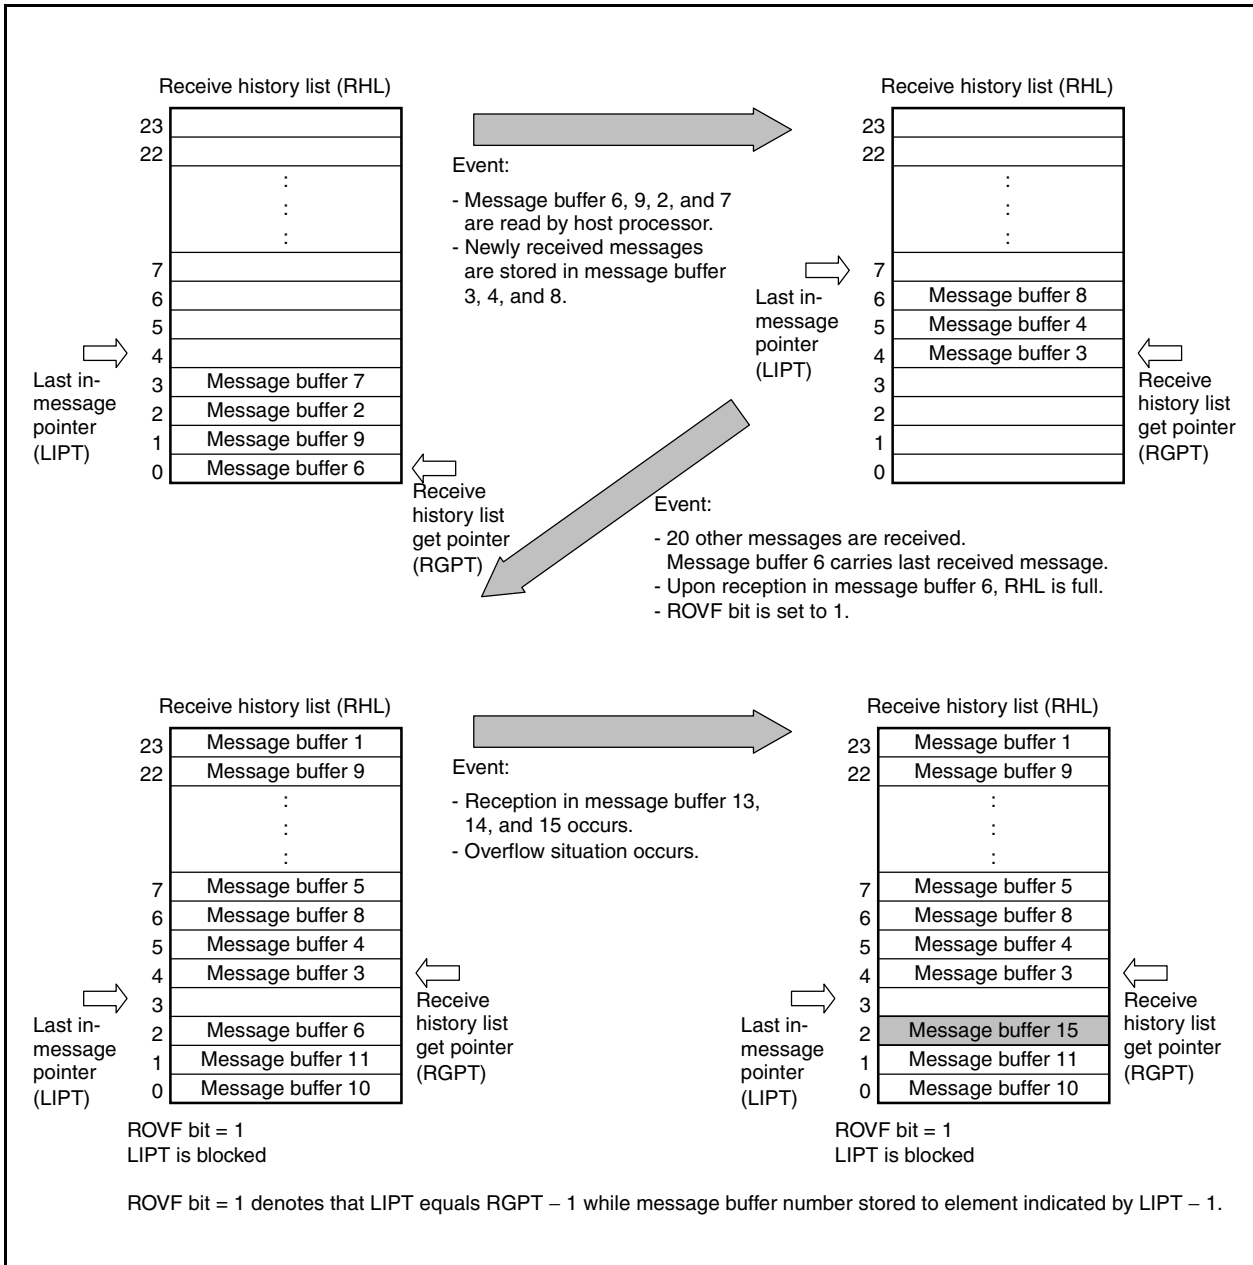 Receive history list (RHL)
23
22
:
:
:
7
6
5
4
3 Message buffer 7
2 Message buffer 2
1 Message buffer 9
0 Message buffer 6
Last in-
message
pointer
(LIPT)
Receive
history list
get pointer
(RGPT)
Event:
- Message buffer 6, 9, 2, and 7
are read by host processor.
- Newly received messages
are stored in message buffer
3, 4, and 8.
Receive history list (RHL)
23
22
:
:
:
7
6 Message buffer 8
5 Message buffer 4
4 Message buffer 3
3
2
1
0
Last in-
message
pointer
(LIPT)
Receive
history list
get pointer
(RGPT)
Event:
- 20 other messages are received.
Message buffer 6 carries last received message.
- Upon reception in message buffer 6, RHL is full.
- ROVF bit is set to 1.
Receive history list (RHL)
23 Message buffer 1
22 Message buffer 9
:
:
:
7 Message buffer 5
6 Message buffer 8
5 Message buffer 4
4 Message buffer 3
3
2 Message buffer 6
1 Message buffer 11
0 Message buffer 10
Last in-
message
pointer
(LIPT)
Receive
history list
get pointer
(RGPT)
ROVF bit = 1
LIPT is blocked
Event:
- Reception in message buffer 13,
14, and 15 occurs.
- Overflow situation occurs.
Receive history list (RHL)
23 Message buffer 1
22 Message buffer 9
:
:
:
7 Message buffer 5
6 Message buffer 8
5 Message buffer 4
4 Message buffer 3
3
2 Message buffer 15
1 Message buffer 11
0 Message buffer 10
Last in-
message
pointer
(LIPT)
Receive
history list
get pointer
(RGPT)
ROVF bit = 1
LIPT is blocked
ROVF bit = 1 denotes that LIPT equals RGPT – 1 while message buffer number stored to element indicated by LIPT – 1.